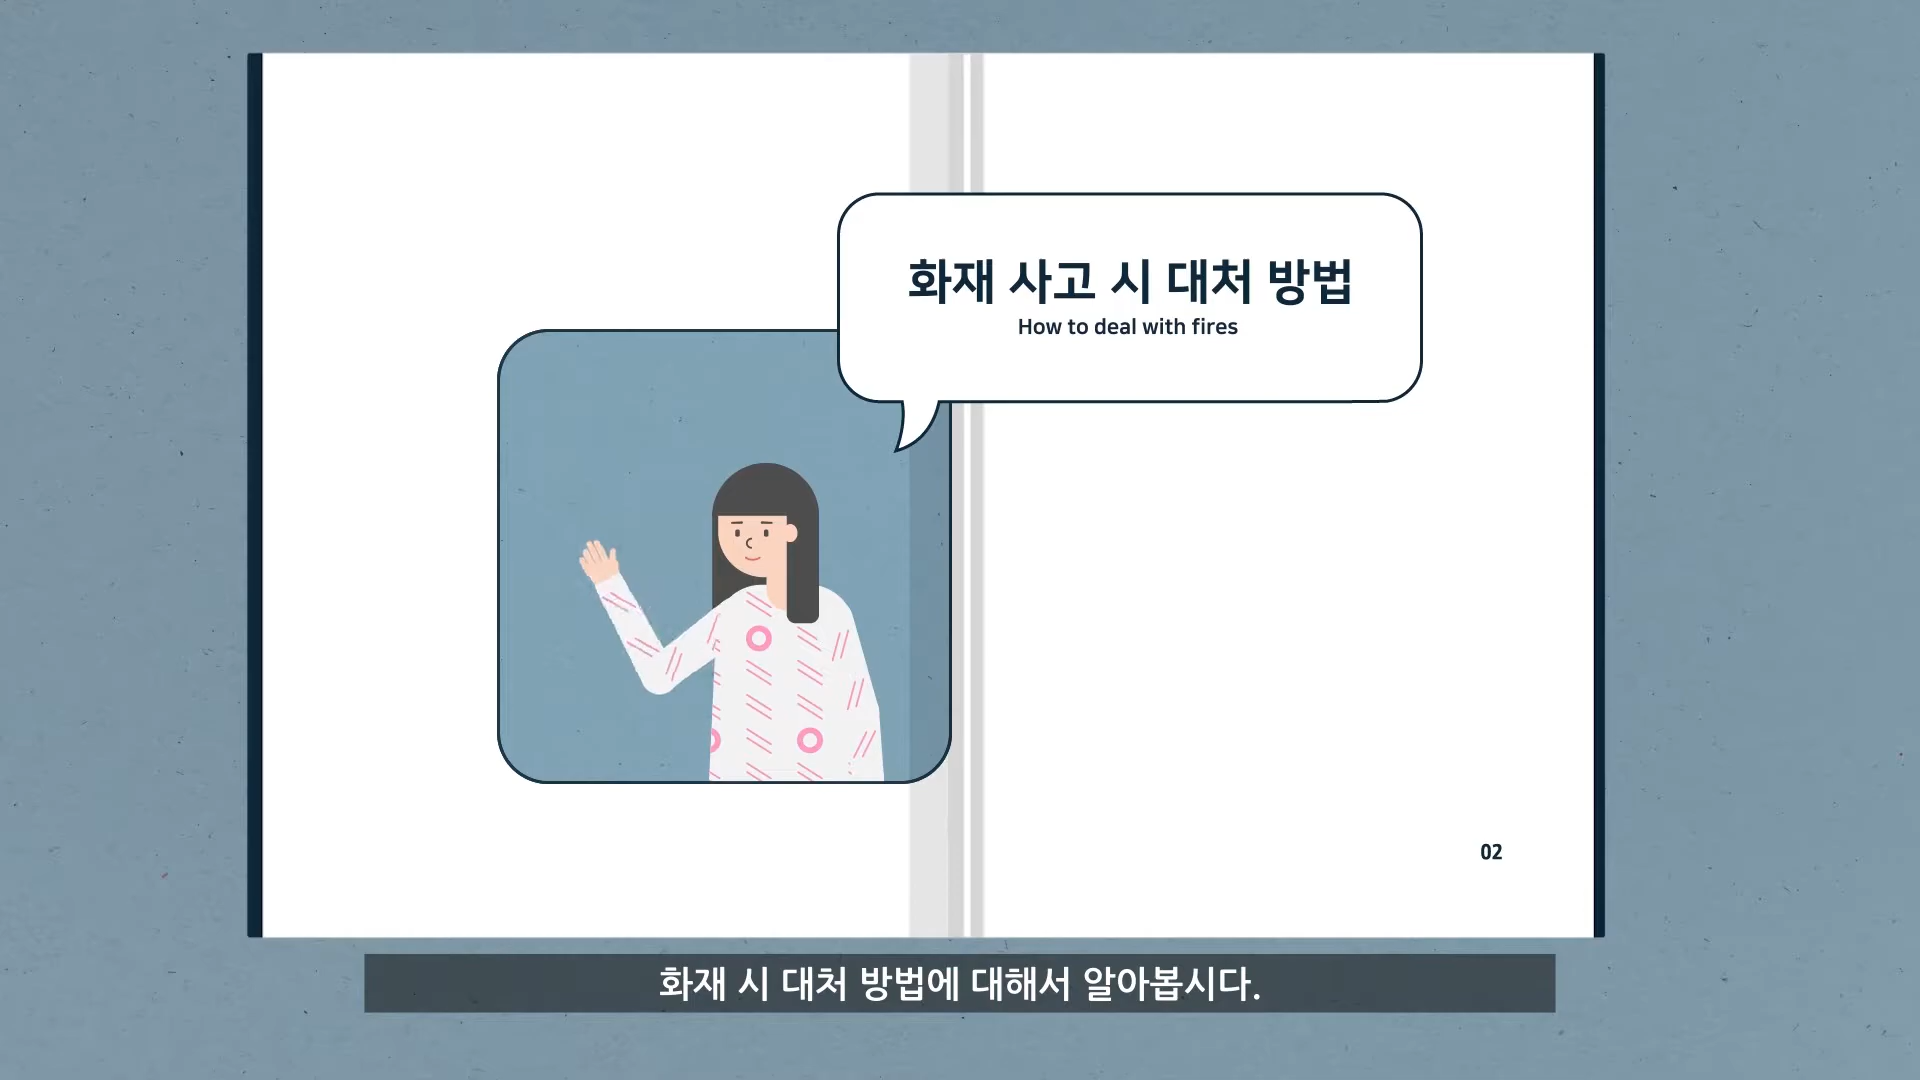 화재 사고 시 대처 방법
How to deal with fires
02
화재 시 대처 방법에 대해서 알아봅시다.